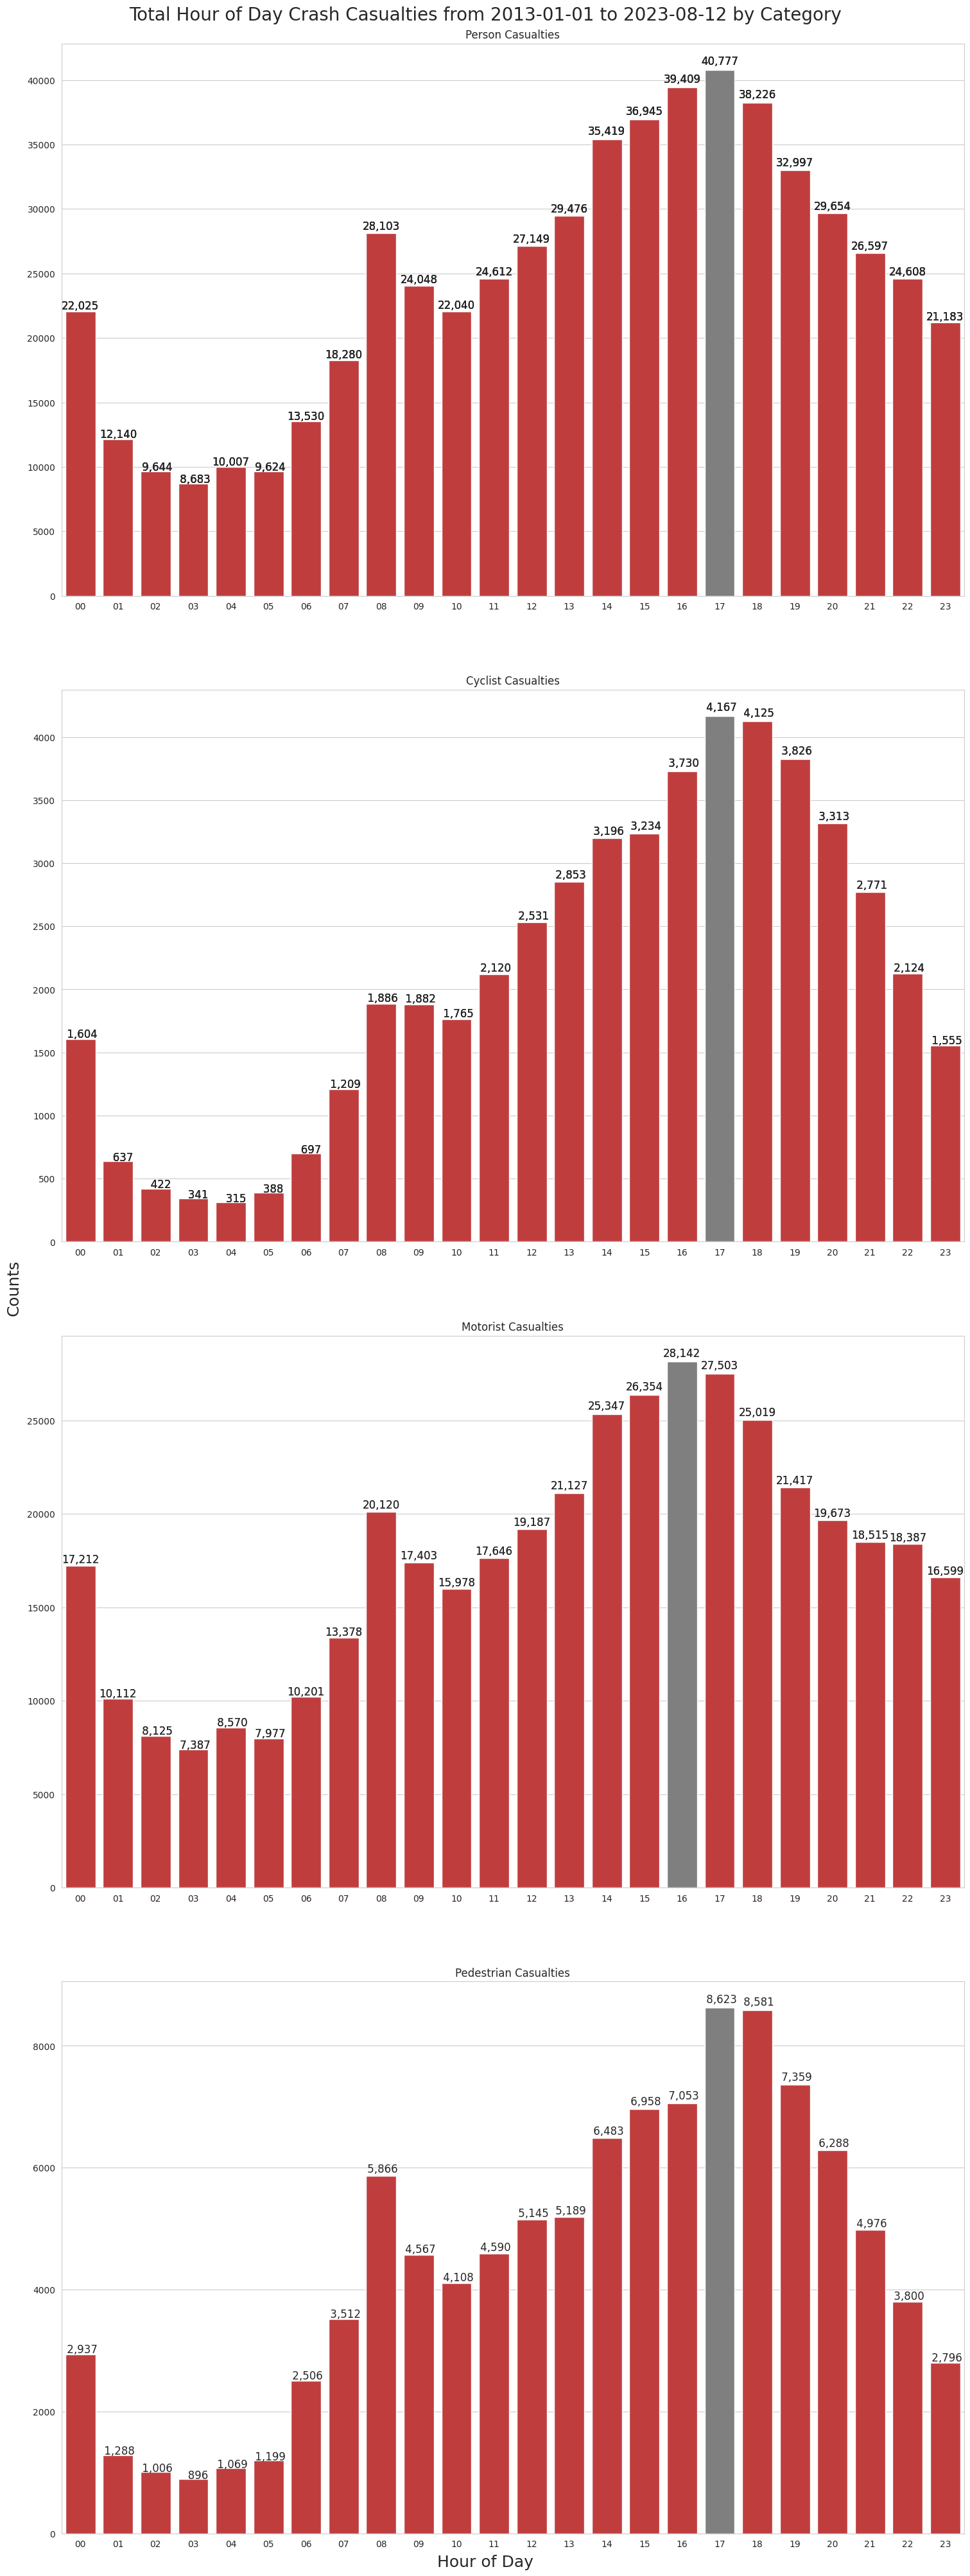 Total Hour of Day Crash Casualties from 2013-01-01 to 2023-08-12 by Category
Person Casualties
40000
35000
30000
25000
20000
15000
10000
5000
0
22,025 12,140 9,644 8,683 10,007 9,624 13,530 18,280 28,103 24,048 22,040 24,612 27,149 29,476 35,419 36,945 39,409 40,777 38,226 32,997 29,654 26,597 24,608 21,183
00 01 02 03 04 05 06 07 08 09 10 11 12 13 14 15 16 17 18 19 20 21 22 23
Cyclist Casualties
4000
3500
3000
2500
2000
1500
1000
500
0
1,604 637 422 341 315 388 697 1,209 1,886 1,882 1,765 2,120 2,531 2,853 3,196 3,234 3,730 4,167 4,125 3,826 3,313 2,771 2,124 1,555
00 01 02 03 04 05 06 07 08 09 10 11 12 13 14 15 16 17 18 19 20 21 22 23
Counts
Motorist Casualties
25000
20000
15000
10000
5000
0
17,212 10,112 8,125 7,387 8,570 7,977 10,201 13,378 20,120 17,403 15,978 17,646 19,187 21,127 25,347 26,354 28,142 27,503 25,019 21,417 19,673 18,515 18,387 16,599
00 01 02 03 04 05 06 07 08 09 10 11 12 13 14 15 16 17 18 19 20 21 22 23
Pedestrian Casualties
8000
6000
4000
2000
0
2,937 1,288 1,006 896 1,069 1,199 2,506 3,512 5,866 4,567 4,108 4,590 5,145 5,189 6,483 6,958 7,053 8,623 8,581 7,359 6,288 4,976 3,800 2,796
00 01 02 03 04 05 06 07 08 09 10 11 12 13 14 15 16 17 18 19 20 21 22 23
Hour of Day